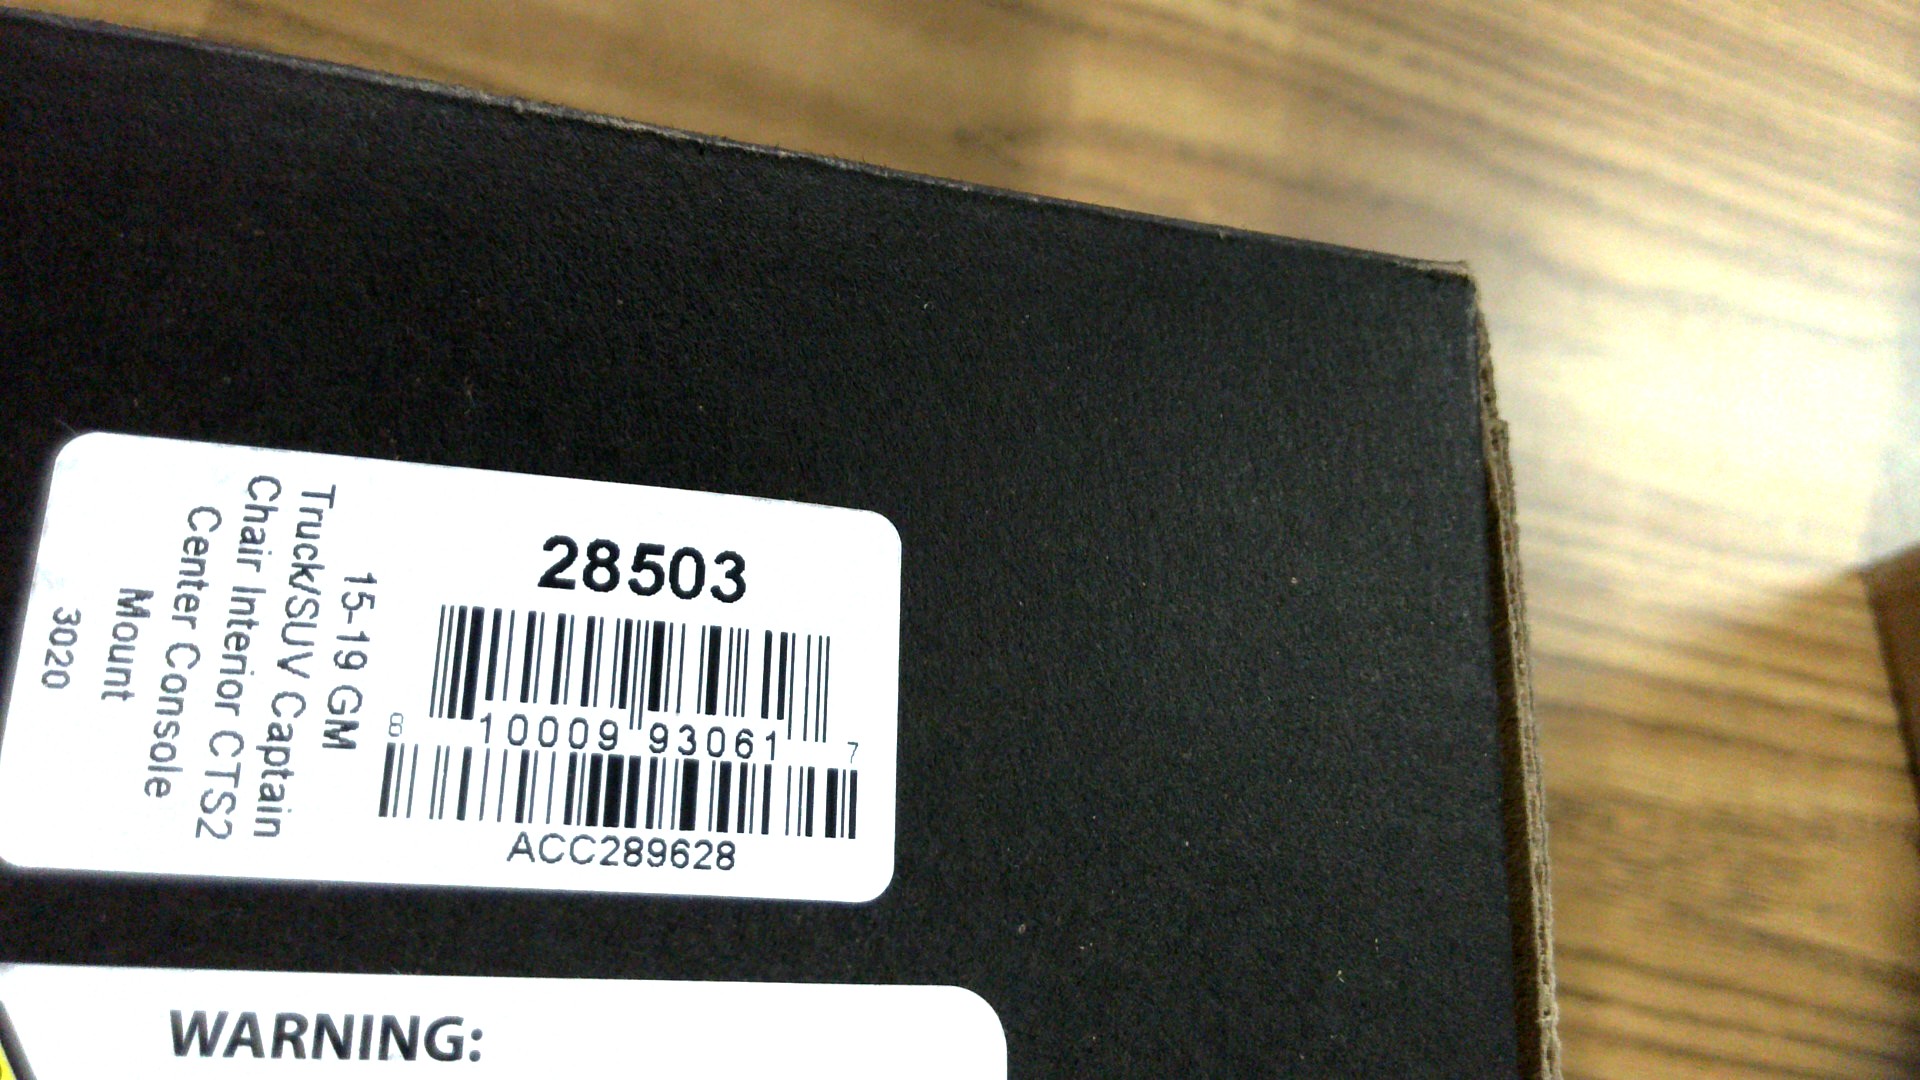 28503
8 10009 93061 7
ACC289628
15-19 GM
Truck/SUV Captain
Chair Interior CTS2
Center Console
Mount
3020
WARNING: